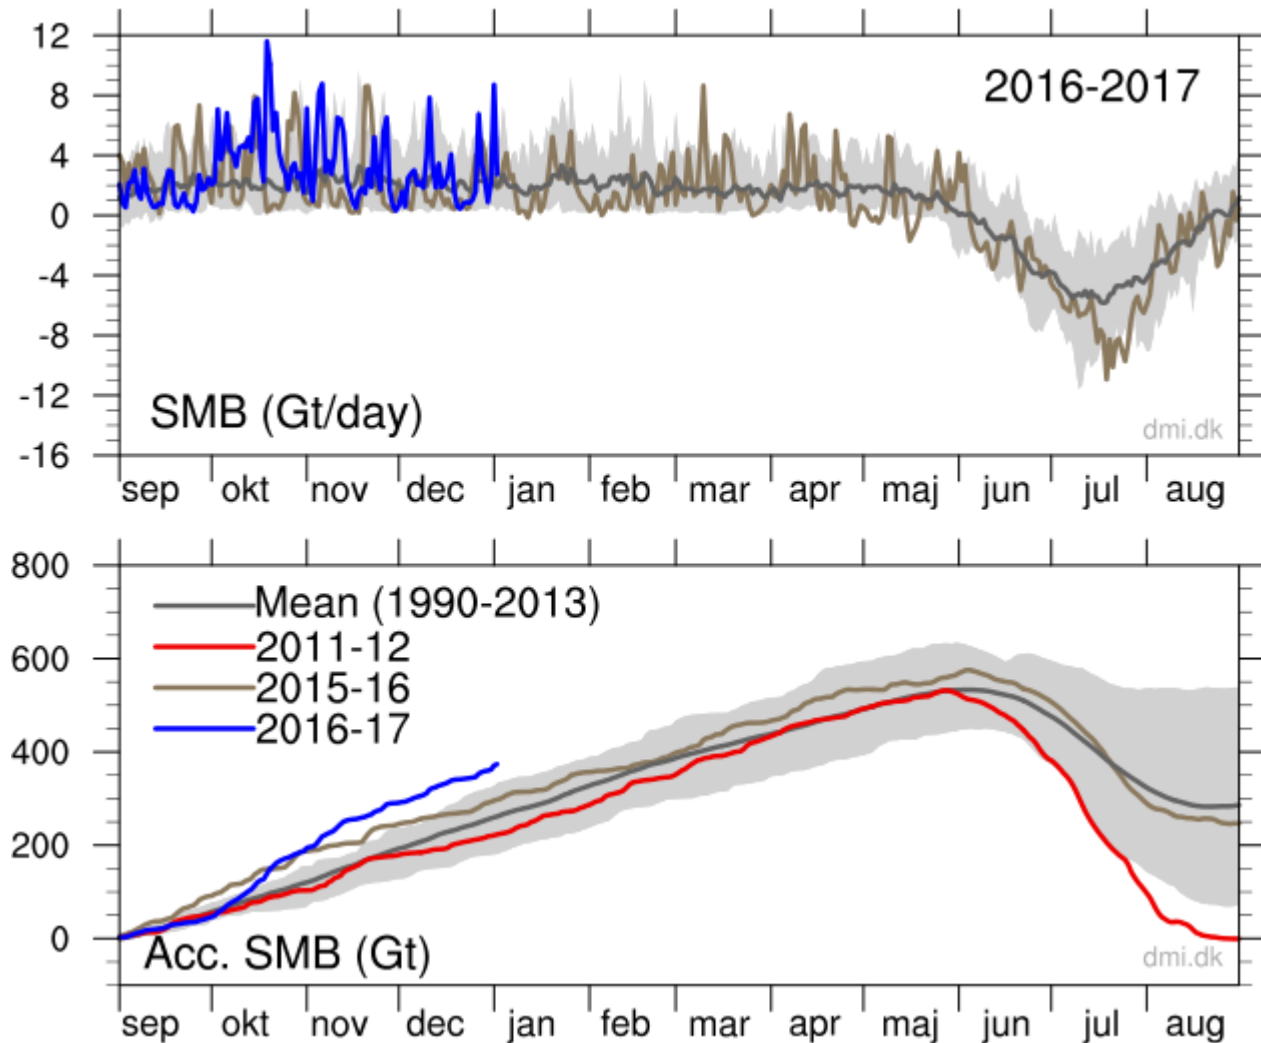 12
8
4
0
-4
-8
-12
-16
2016-2017
SMB (Gt/day)
dmi.dk
sep okt nov dec jan feb mar apr maj jun jul aug
800
600
400
200
0
Mean (1990-2013)
2011-12
2015-16
2016-17
Acc. SMB (Gt)
dmi.dk
sep okt nov dec jan feb mar apr maj jun jul aug